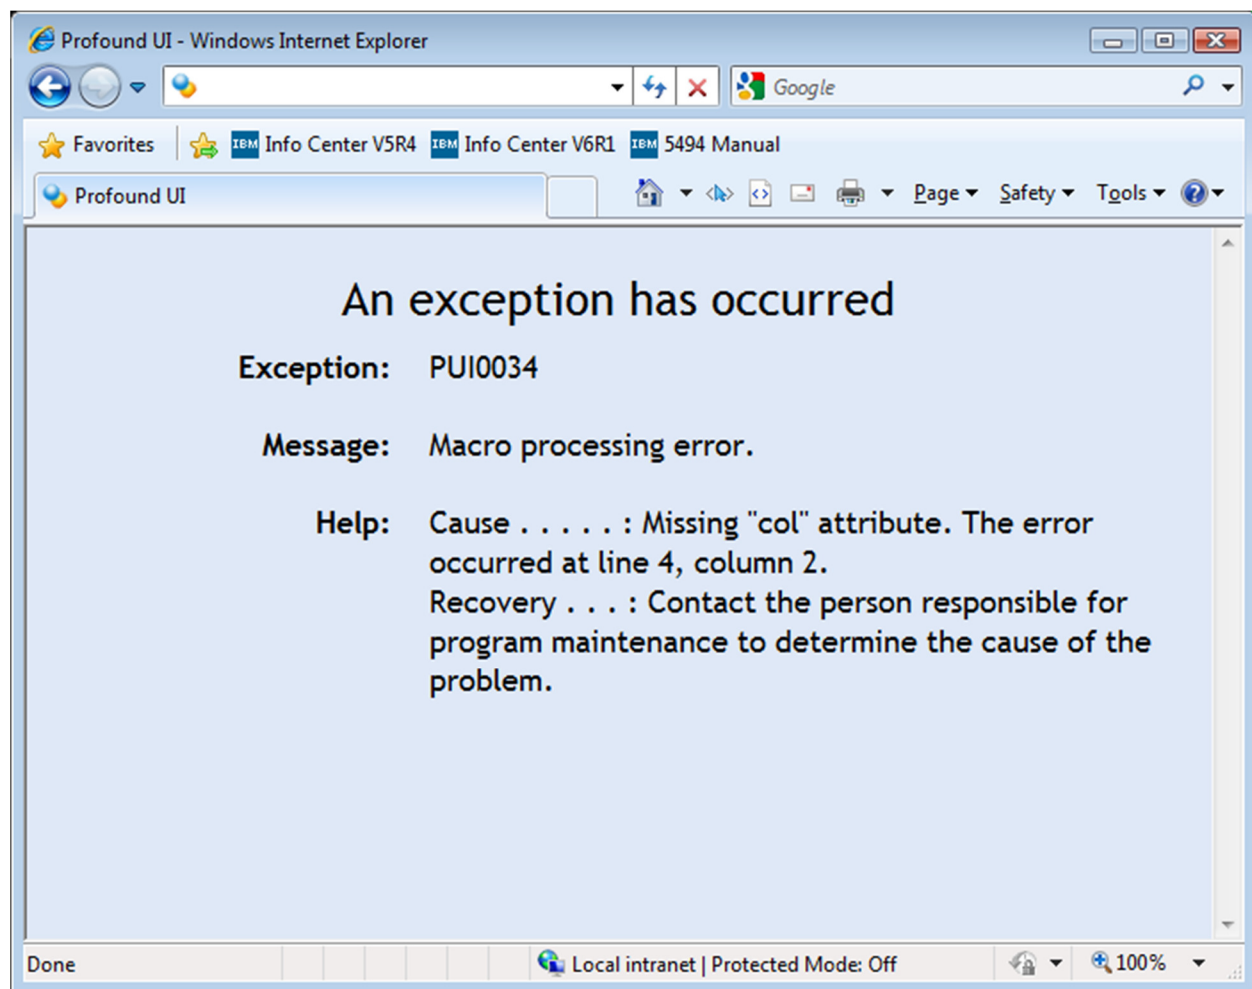 Profound UI - Windows Internet Explorer
Google
Favorites IBM Info Center V5R4 IBM Info Center V6R1 IBM 5494 Manual
Profound UI Page Safety Tools
An exception has occurred
Exception: PUI0034
Message: Macro processing error.
Help: Cause . . . . . : Missing "col" attribute. The error
occurred at line 4, column 2.
Recovery . . . : Contact the person responsible for
program maintenance to determine the cause of the
problem.
Done Local intranet | Protected Mode: Off 100%